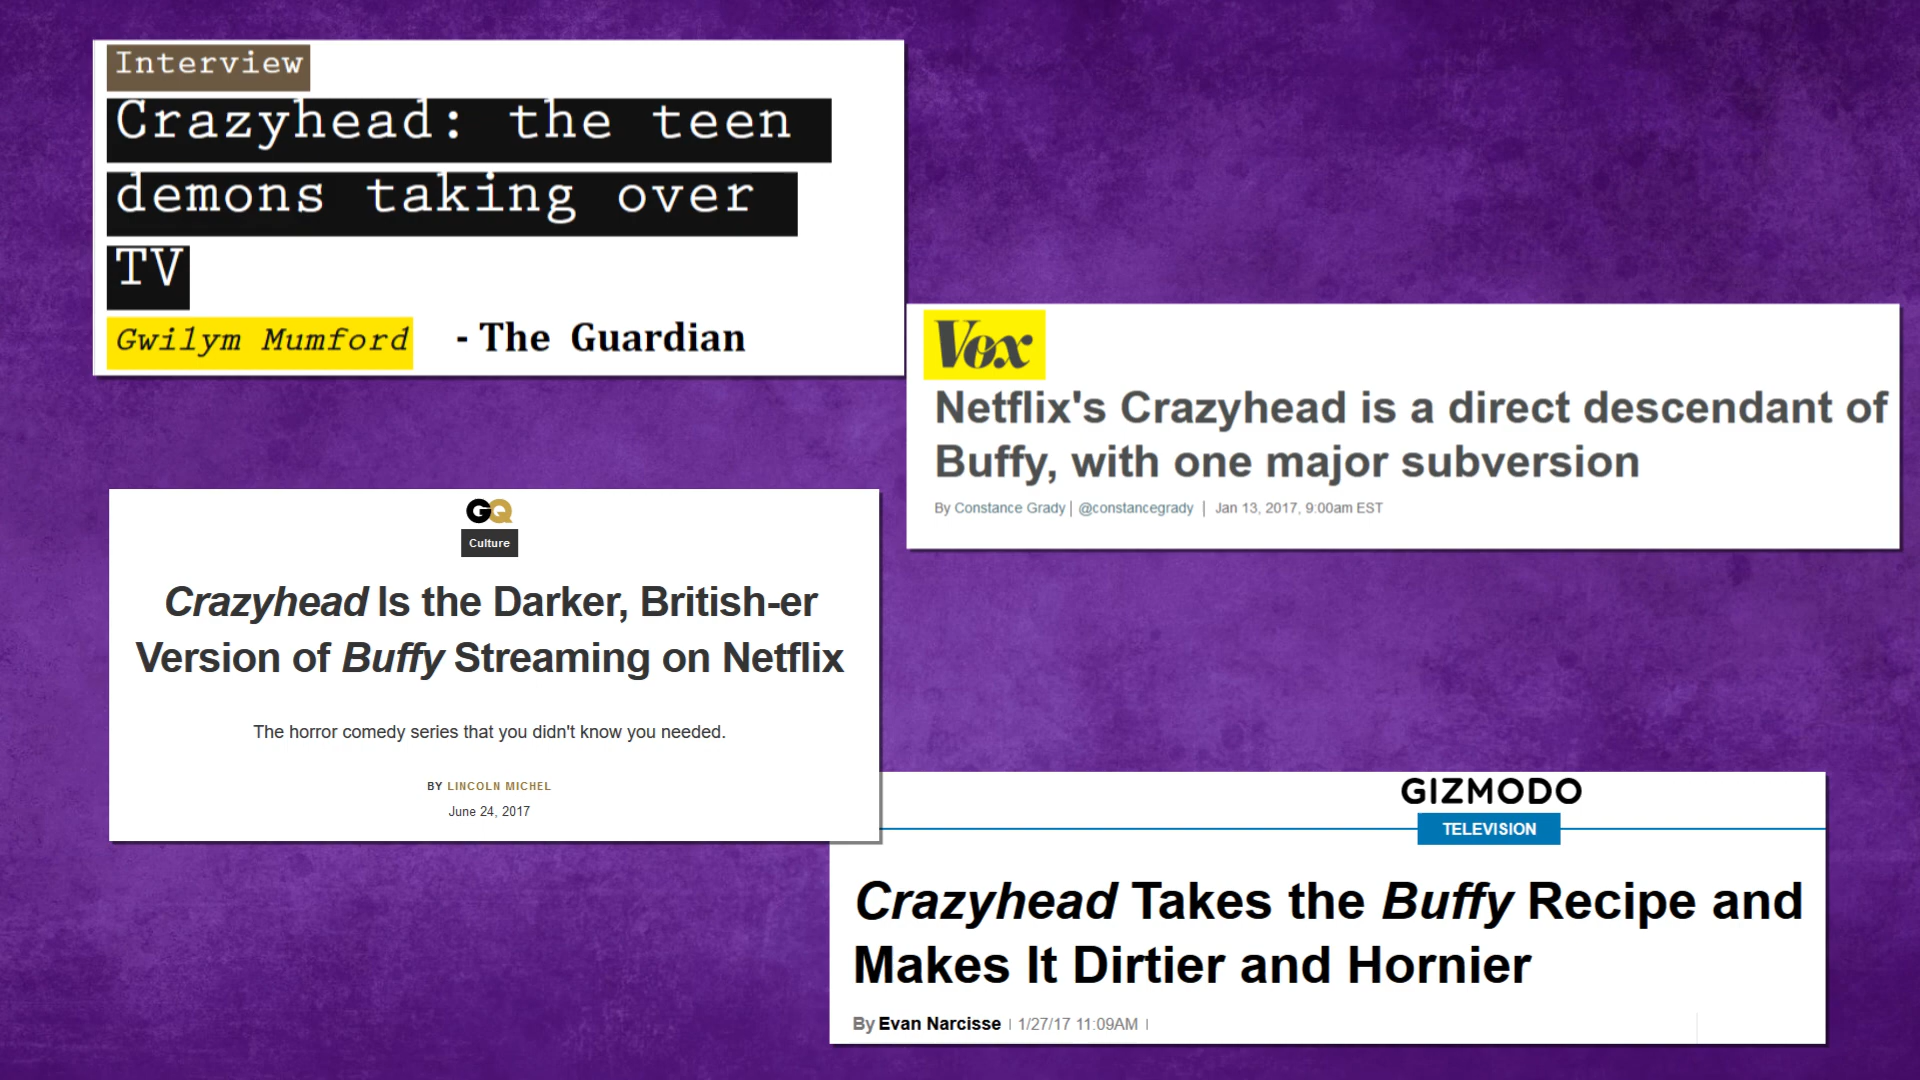 Interview
Crazyhead: the teen
demons taking over
TV
Gwilym Mumford - The Guardian
Vox
Netflix's Crazyhead is a direct descendant of
Buffy, with one major subversion
By Constance Grady | @constancegrady | Jan 13, 2017, 9:00am EST
GQ
Culture
Crazyhead Is the Darker, British-er
Version of Buffy Streaming on Netflix
The horror comedy series that you didn't know you needed.
BY LINCOLN MICHEL
June 24, 2017
GIZMODO
TELEVISION
Crazyhead Takes the Buffy Recipe and
Makes It Dirtier and Hornier
By Evan Narcisse | 1/27/17 11:09AM |